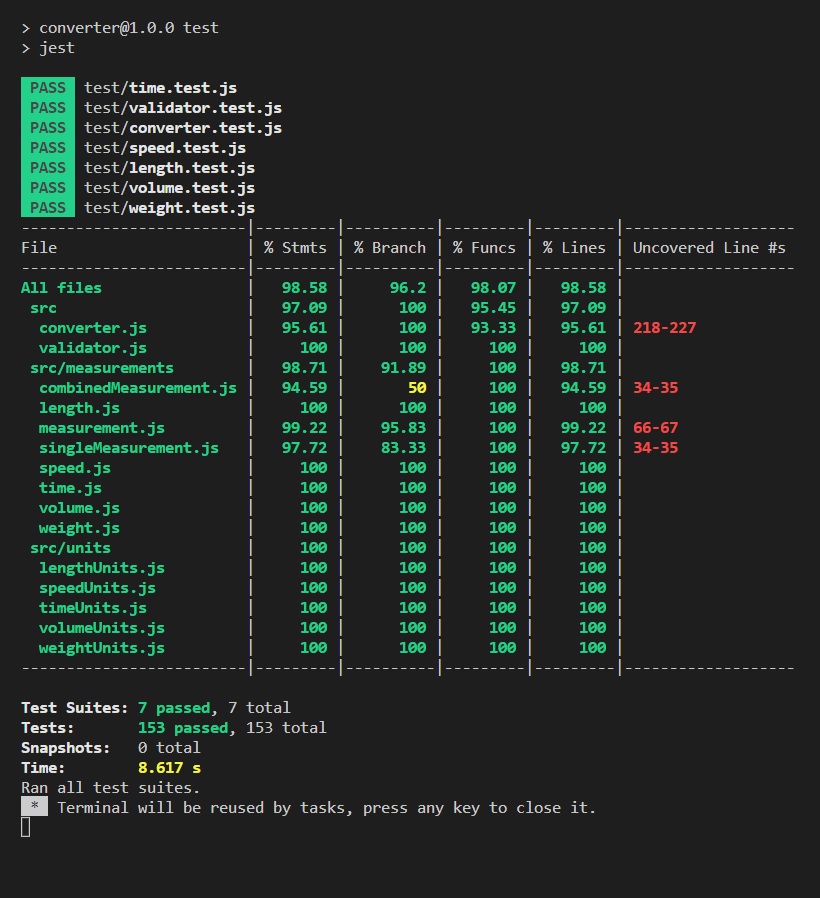 > converter@1.0.0 test
> jest
PASS test/time.test.js
PASS test/validator.test.js
PASS test/converter.test.js
PASS test/speed.test.js
PASS test/length.test.js
PASS test/volume.test.js
PASS test/weight.test.js
-------------------------|---------|----------|---------|---------|-------------------
File                     | % Stmts | % Branch | % Funcs | % Lines | Uncovered Line #s
-------------------------|---------|----------|---------|---------|-------------------
All files                |   98.58 |     96.2 |   98.07 |   98.58 |
 src                     |   97.09 |      100 |   95.45 |   97.09 |
  converter.js           |   95.61 |      100 |   93.33 |   95.61 | 218-227
  validator.js           |     100 |      100 |     100 |     100 |
 src/measurements        |   98.71 |    91.89 |     100 |   98.71 |
  combinedMeasurement.js |   94.59 |       50 |     100 |   94.59 | 34-35
  length.js              |     100 |      100 |     100 |     100 |
  measurement.js         |   99.22 |    95.83 |     100 |   99.22 | 66-67
  singleMeasurement.js   |   97.72 |    83.33 |     100 |   97.72 | 34-35
  speed.js               |     100 |      100 |     100 |     100 |
  time.js                |     100 |      100 |     100 |     100 |
  volume.js              |     100 |      100 |     100 |     100 |
  weight.js              |     100 |      100 |     100 |     100 |
 src/units               |     100 |      100 |     100 |     100 |
  lengthUnits.js         |     100 |      100 |     100 |     100 |
  speedUnits.js          |     100 |      100 |     100 |     100 |
  timeUnits.js           |     100 |      100 |     100 |     100 |
  volumeUnits.js         |     100 |      100 |     100 |     100 |
  weightUnits.js         |     100 |      100 |     100 |     100 |
-------------------------|---------|----------|---------|---------|-------------------
Test Suites: 7 passed, 7 total
Tests:       153 passed, 153 total
Snapshots:   0 total
Time:        8.617 s
Ran all test suites.
* Terminal will be reused by tasks, press any key to close it.